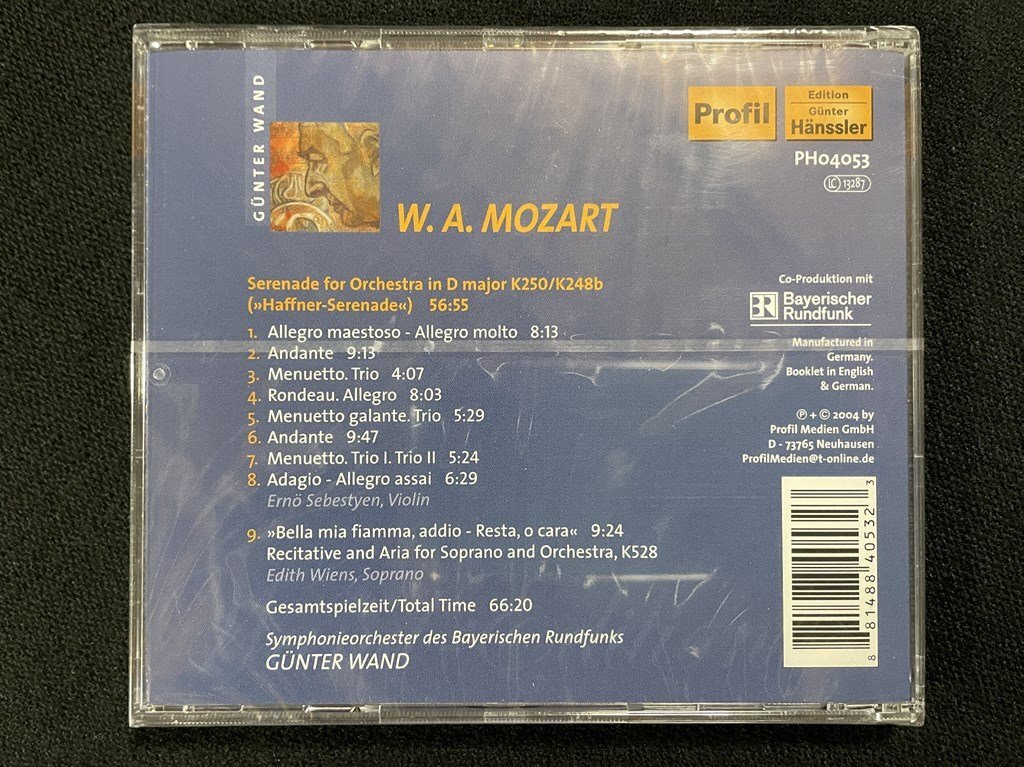 GÜNTER WAND
Profil
Edition
Günter
Hänssler
PH04053
LC 13287
W. A. MOZART
Serenade for Orchestra in D major K250/K248b
(»Haffner-Serenade«) 56:55
1. Allegro maestoso - Allegro molto 8:13
2. Andante 9:13
3. Menuetto. Trio 4:07
4. Rondeau. Allegro 8:03
5. Menuetto galante. Trio 5:29
6. Andante 9:47
7. Menuetto. Trio I. Trio II 5:24
8. Adagio - Allegro assai 6:29
Ernö Sebestyen, Violin
9. »Bella mia fiamma, addio - Resta, o cara« 9:24
Recitative and Aria for Soprano and Orchestra, K528
Edith Wiens, Soprano
Gesamtspielzeit/Total Time 66:20
Symphonieorchester des Bayerischen Rundfunks
GÜNTER WAND
Co-Produktion mit
BR Bayerischer
Rundfunk
Manufactured in
Germany.
Booklet in English
& German.
℗ + © 2004 by
Profil Medien GmbH
D - 73765 Neuhausen
ProfilMedien@t-online.de
8 81488 40532 3